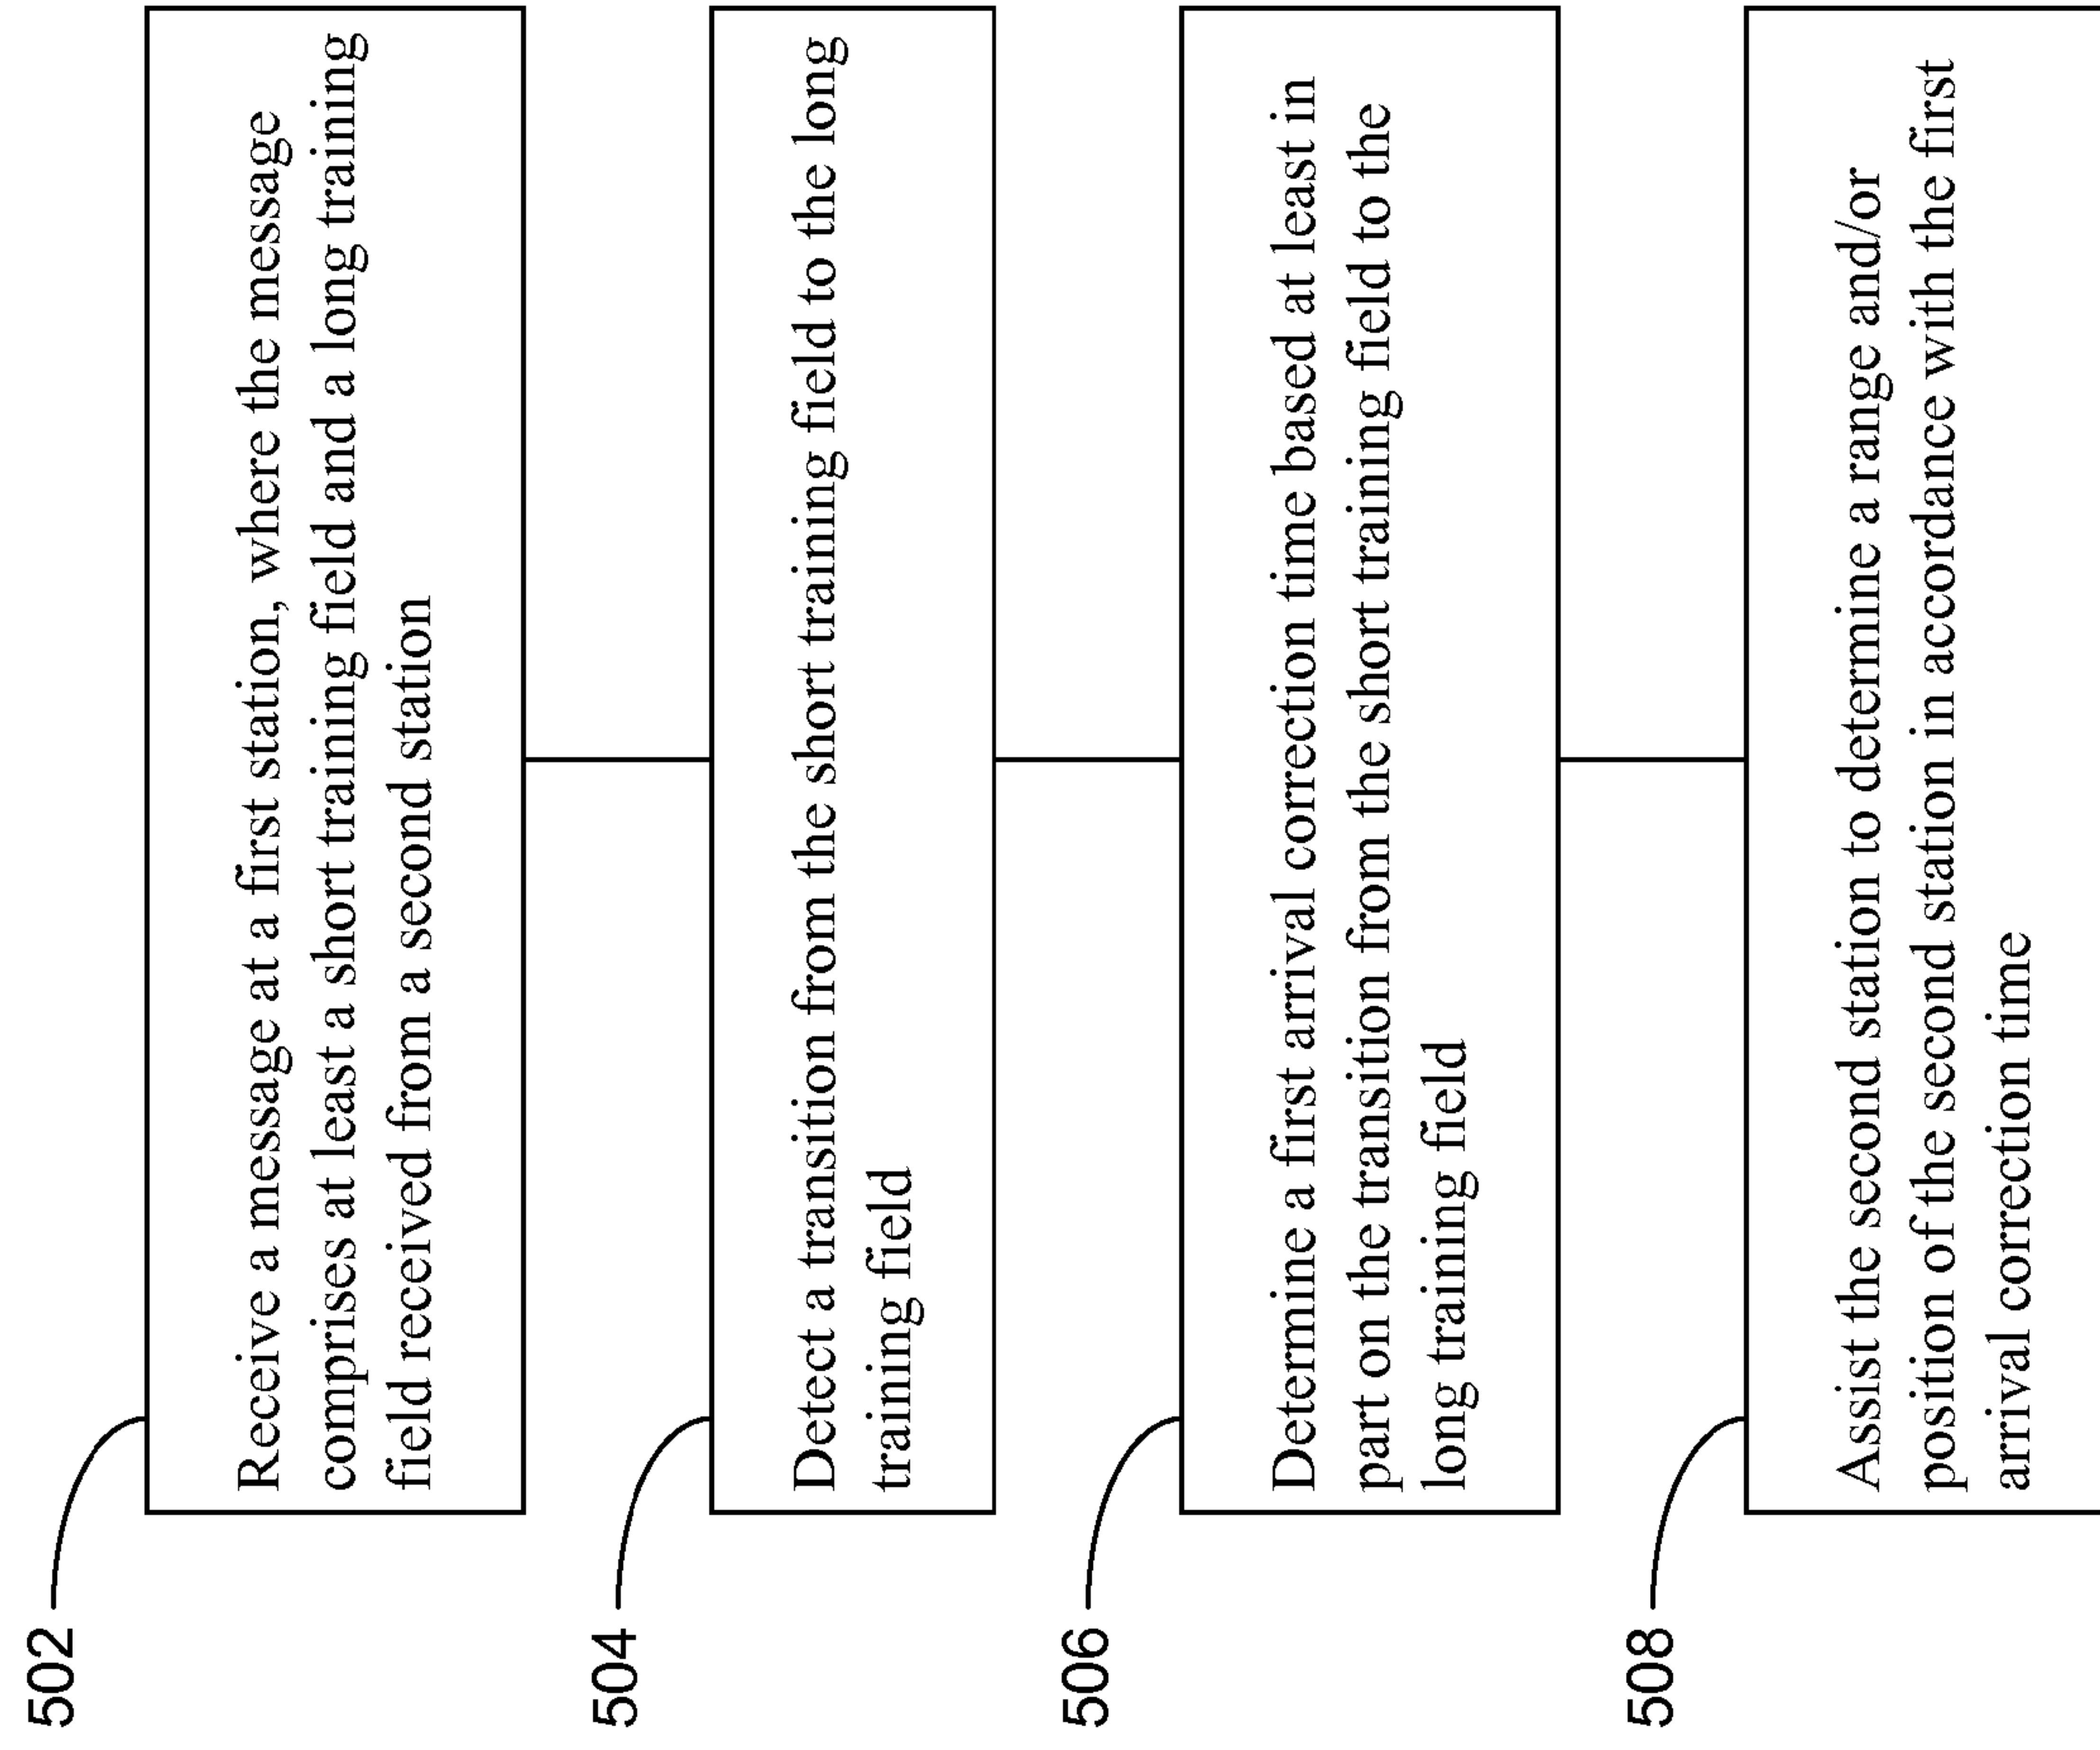 502
Receive a message at a first station, where the message
comprises at least a short training field and a long training
field received from a second station
504
Detect a transition from the short training field to the long
training field
506
Determine a first arrival correction time based at least in
part on the transition from the short training field to the
long training field
508
Assist the second station to determine a range and/or
position of the second station in accordance with the first
arrival correction time